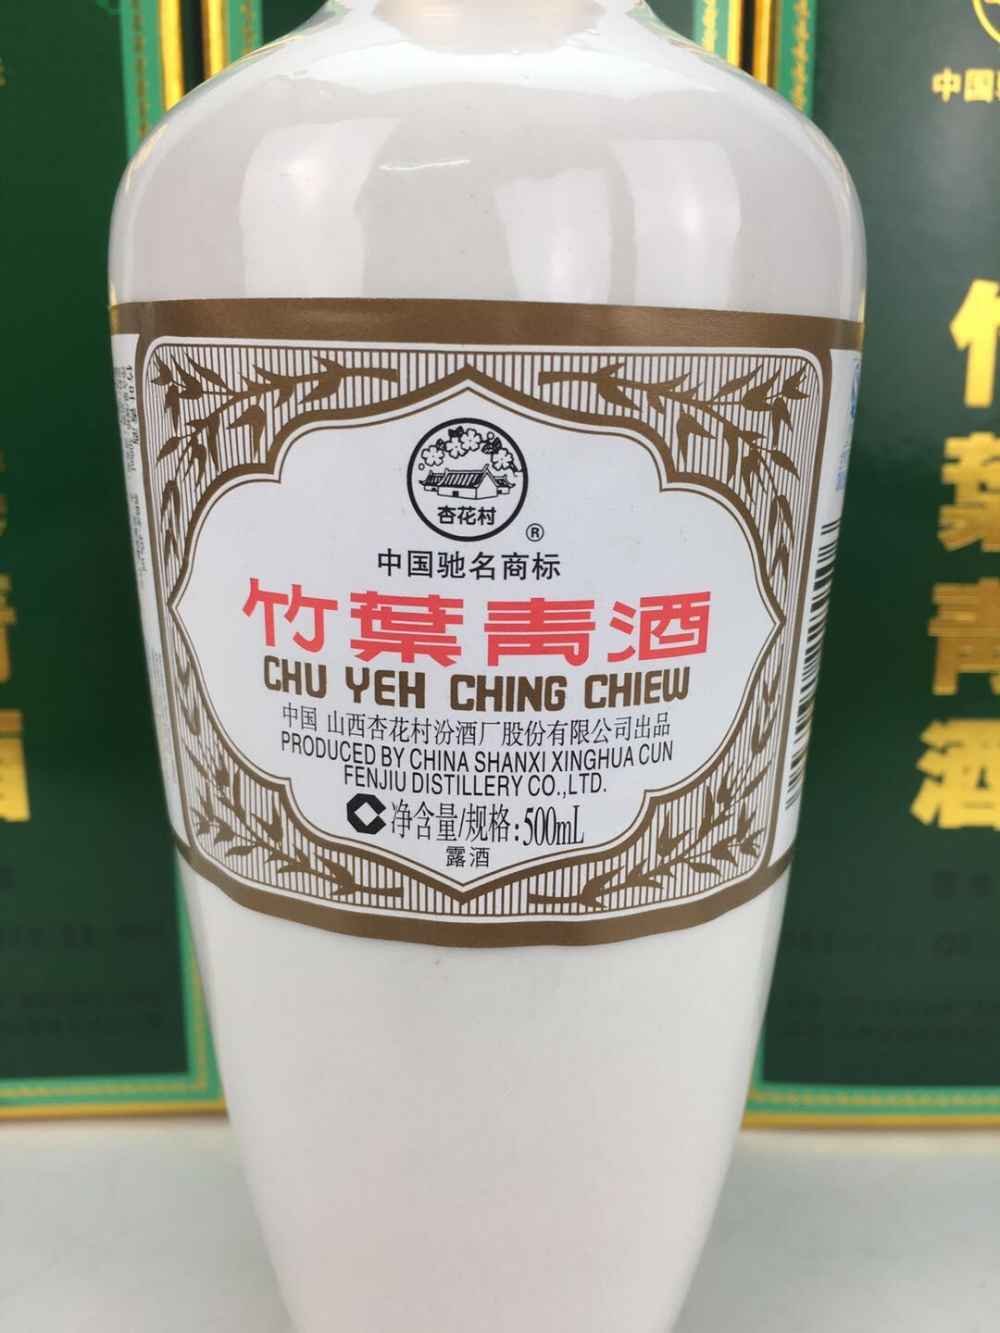 杏花村
®
中国驰名商标
竹葉青酒
CHU YEH CHING CHIEW
中国 山西杏花村汾酒厂股份有限公司出品
PRODUCED BY CHINA SHANXI XINGHUA CUN
FENJIU DISTILLERY CO.,LTD.
净含量/规格:500mL
露酒
中国驰
竹
葉
青
酒